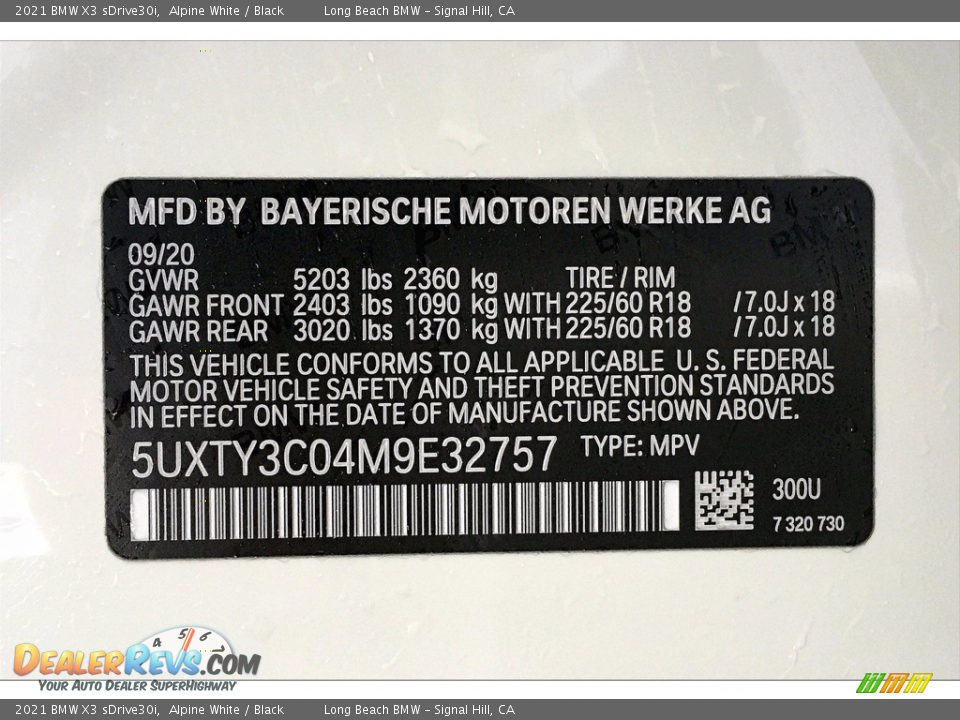 2021 BMW X3 sDrive30i, Alpine White / Black Long Beach BMW - Signal Hill, CA
MFD BY BAYERISCHE MOTOREN WERKE AG
09/20
GVWR 5203 lbs 2360 kg TIRE / RIM
GAWR FRONT 2403 lbs 1090 kg WITH 225/60 R18 /7.0J x 18
GAWR REAR 3020 lbs 1370 kg WITH 225/60 R18 /7.0J x 18
THIS VEHICLE CONFORMS TO ALL APPLICABLE U. S. FEDERAL
MOTOR VEHICLE SAFETY AND THEFT PREVENTION STANDARDS
IN EFFECT ON THE DATE OF MANUFACTURE SHOWN ABOVE.
5UXTY3C04M9E32757 TYPE: MPV
300U
7 320 730
4 5 6 7
DealerRevs.com
Your Auto Dealer SuperHighway
2021 BMW X3 sDrive30i, Alpine White / Black Long Beach BMW - Signal Hill, CA